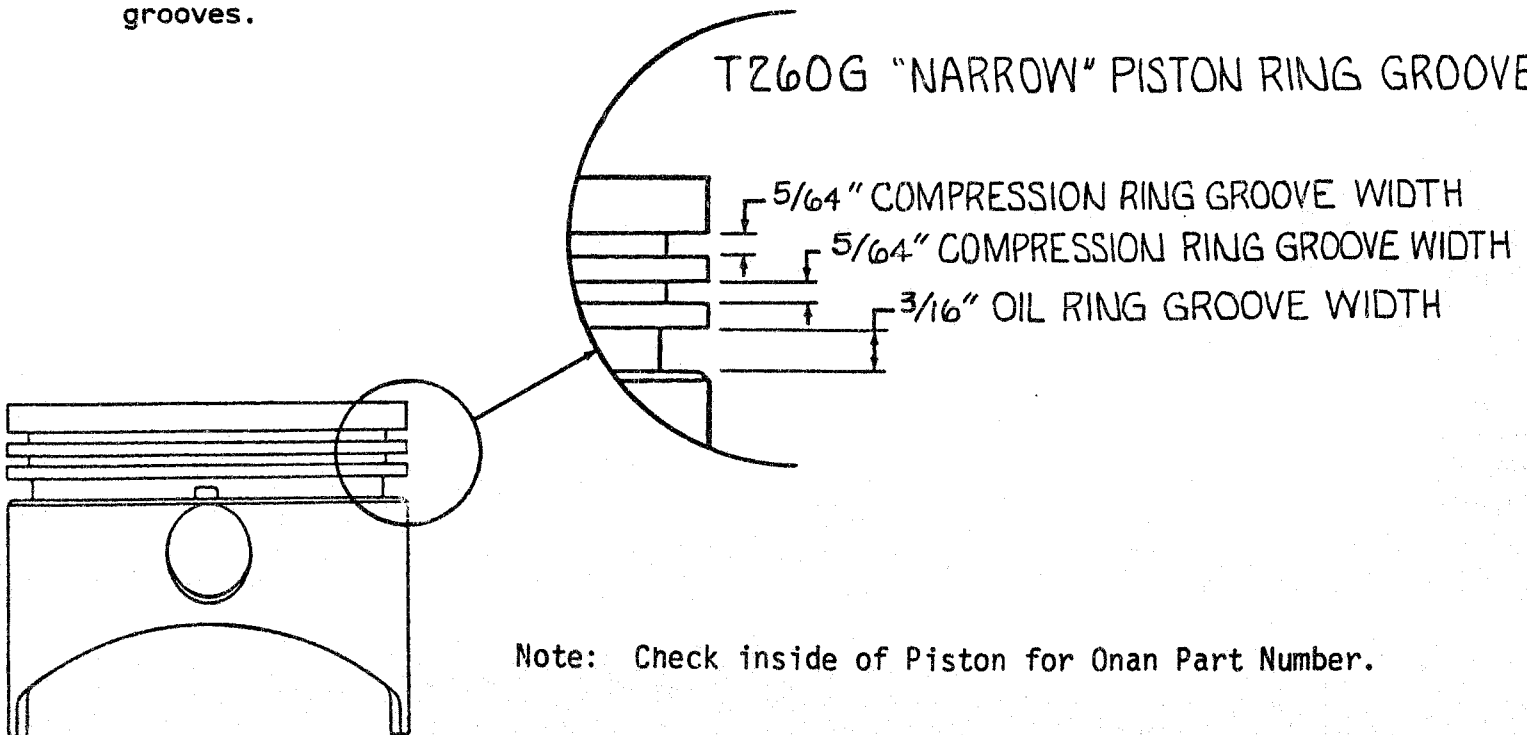 grooves.
T260G "NARROW" PISTON RING GROOVE
5/64" COMPRESSION RING GROOVE WIDTH
5/64" COMPRESSION RING GROOVE WIDTH
3/16" OIL RING GROOVE WIDTH
Note: Check inside of Piston for Onan Part Number.